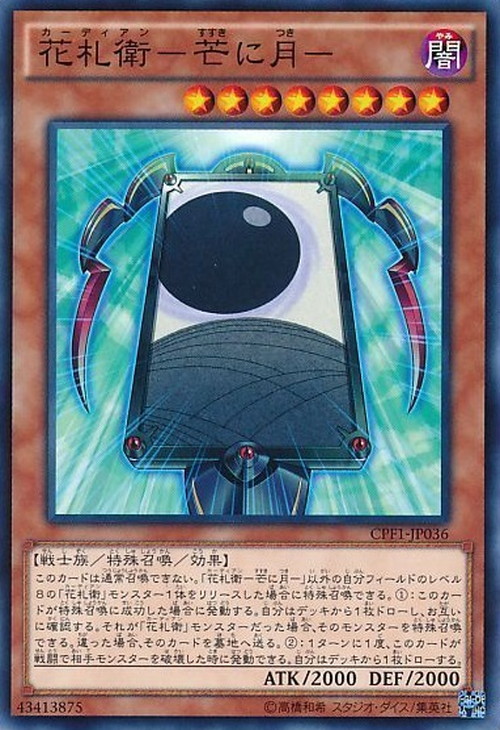 カーディアン すすき つき
花札衛－芒に月－
やみ
闇
CPF1-JP036
【戦士族／特殊召喚／効果】
このカードは通常召喚できない。「花札衛－芒に月－」以外の自分フィールドのレベル
８の「花札衛」モンスター１体をリリースした場合に特殊召喚できる。①：このカー
ドが特殊召喚に成功した場合に発動する。自分はデッキから１枚ドローし、お互い
に確認する。それが「花札衛」モンスターだった場合、そのモンスターを特殊召喚
できる。違った場合、そのカードを墓地へ送る。②：１ターンに１度、このカードが
戦闘で相手モンスターを破壊した時に発動できる。自分はデッキから１枚ドローする。
ATK/2000 DEF/2000
43413875
©高橋和希 スタジオ・ダイス/集英社